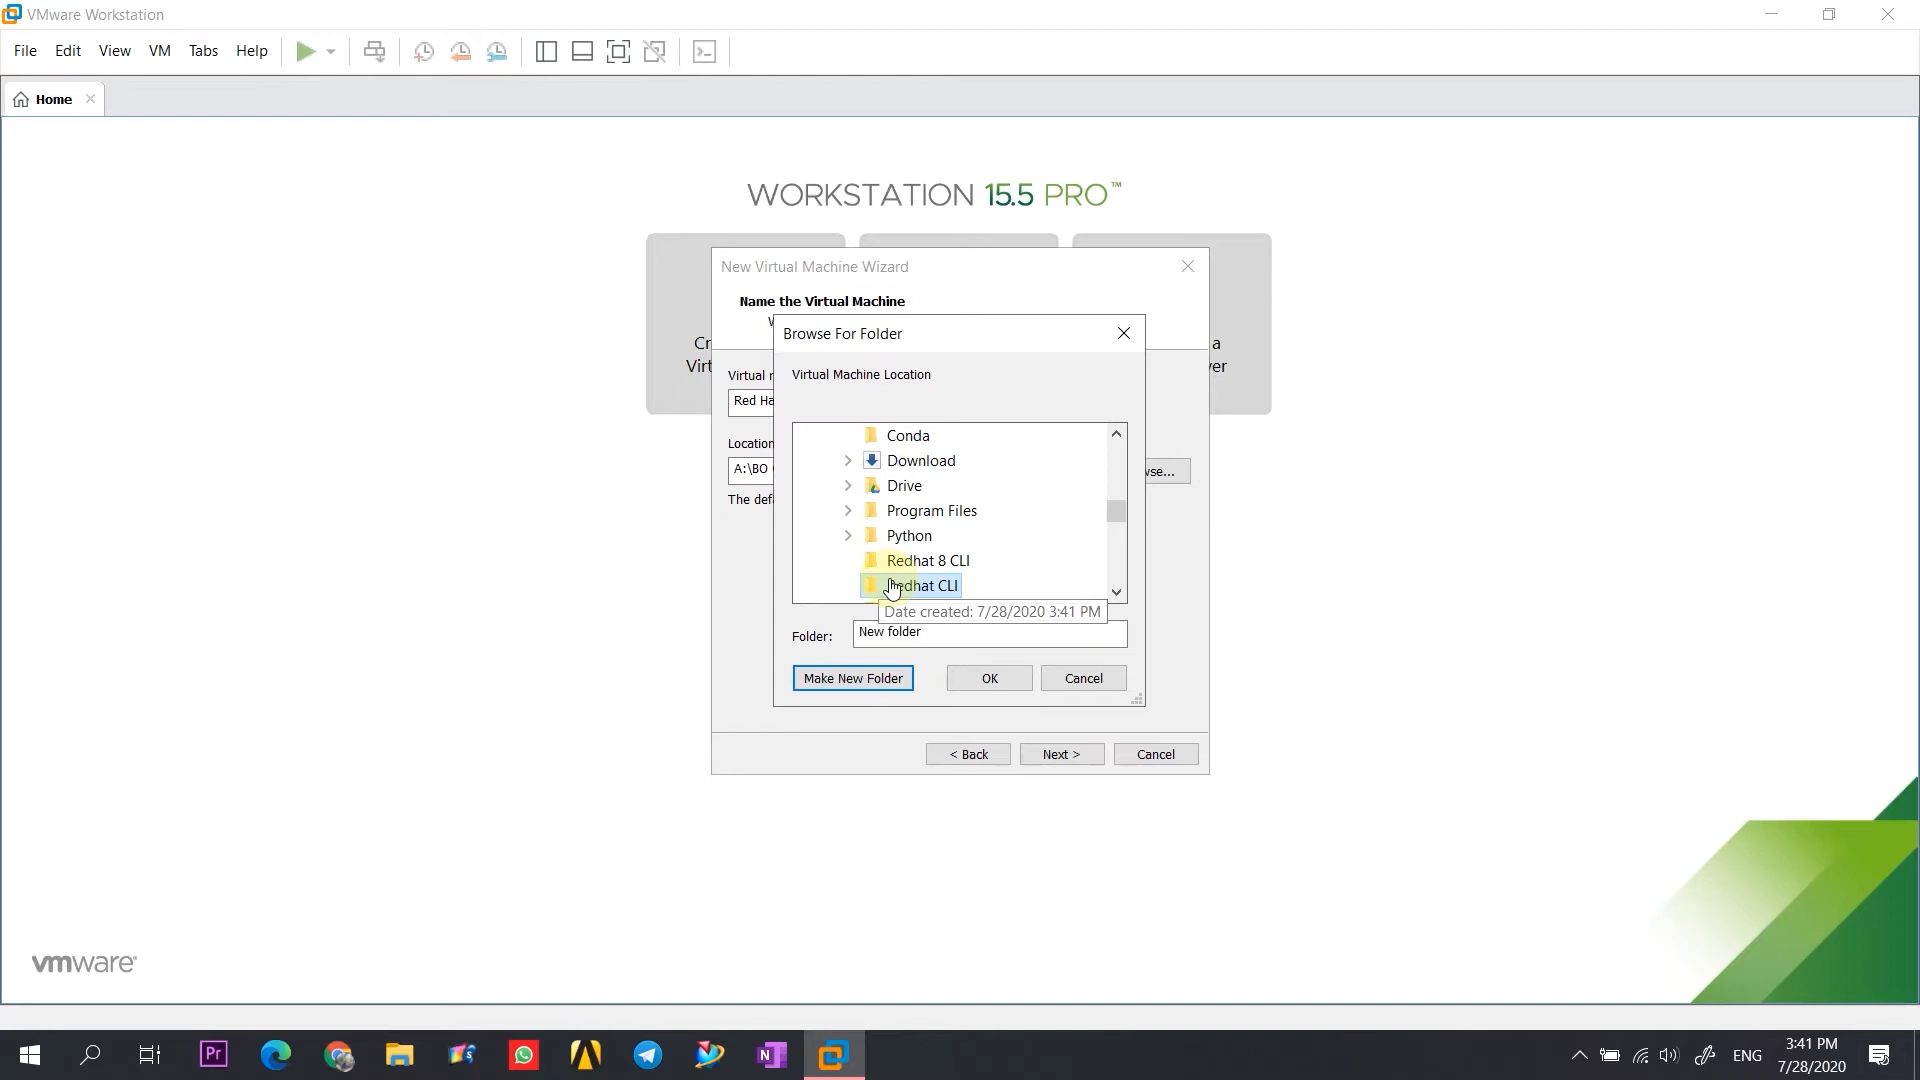 VMware Workstation
File Edit View VM Tabs Help
Home
WORKSTATION 15.5 PRO™
New Virtual Machine Wizard
Name the Virtual Machine
Browse For Folder
Cr
a
Virtual Machine Location
Virt
ver
Virtual
Red Ha
Conda
Location
Download
A:\BO
wse...
Drive
The def
Program Files
Python
Redhat 8 CLI
Redhat CLI
Date created: 7/28/2020 3:41 PM
Folder: New folder
Make New Folder OK Cancel
< Back Next > Cancel
vmware
Pr
N
ENG
3:41 PM
7/28/2020